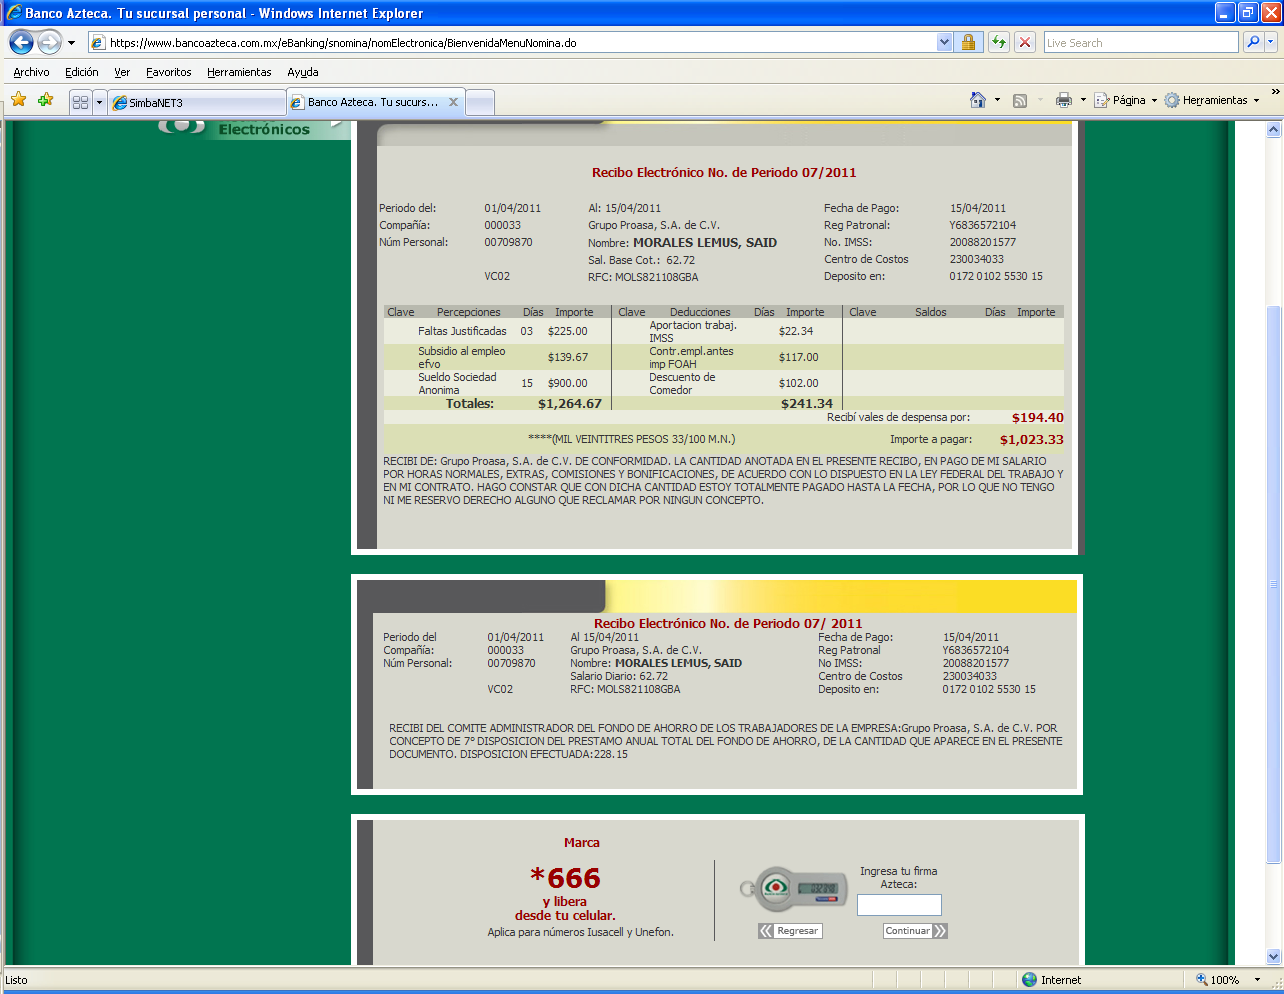 Banco Azteca. Tu sucursal personal - Windows Internet Explorer
https://www.bancoazteca.com.mx/eBanking/snomina/nomElectronica/BienvenidaMenuNomina.do
Live Search
Archivo Edición Ver Favoritos Herramientas Ayuda
SimbaNET3 Banco Azteca. Tu sucurs... Página Herramientas
Electrónicos
Recibo Electrónico No. de Periodo 07/2011
Periodo del: 01/04/2011 Al: 15/04/2011 Fecha de Pago: 15/04/2011
Compañía: 000033 Grupo Proasa, S.A. de C.V. Reg Patronal: Y6836572104
Núm Personal: 00709870 Nombre: MORALES LEMUS, SAID No. IMSS: 20088201577
Sal. Base Cot.: 62.72 Centro de Costos 230034033
VC02 RFC: MOLS821108GBA Deposito en: 0172 0102 5530 15
Clave Percepciones Días Importe Clave Deducciones Días Importe Clave Saldos Días Importe
Faltas Justificadas 03 $225.00 Aportacion trabaj. IMSS $22.34
Subsidio al empleo efvo $139.67 Contr.empl.antes imp FOAH $117.00
Sueldo Sociedad Anonima 15 $900.00 Descuento de Comedor $102.00
Totales: $1,264.67 $241.34
Recibí vales de despensa por: $194.40
****(MIL VEINTITRES PESOS 33/100 M.N.) Importe a pagar: $1,023.33
RECIBI DE: Grupo Proasa, S.A. de C.V. DE CONFORMIDAD. LA CANTIDAD ANOTADA EN EL PRESENTE RECIBO, EN PAGO DE MI SALARIO
POR HORAS NORMALES, EXTRAS, COMISIONES Y BONIFICACIONES, DE ACUERDO CON LO DISPUESTO EN LA LEY FEDERAL DEL TRABAJO Y
EN MI CONTRATO. HAGO CONSTAR QUE CON DICHA CANTIDAD ESTOY TOTALMENTE PAGADO HASTA LA FECHA, POR LO QUE NO TENGO
NI ME RESERVO DERECHO ALGUNO QUE RECLAMAR POR NINGUN CONCEPTO.
Recibo Electrónico No. de Periodo 07/ 2011
Periodo del 01/04/2011 Al 15/04/2011 Fecha de Pago: 15/04/2011
Compañía: 000033 Grupo Proasa, S.A. de C.V. Reg Patronal Y6836572104
Núm Personal: 00709870 Nombre: MORALES LEMUS, SAID No IMSS: 20088201577
Salario Diario: 62.72 Centro de Costos 230034033
VC02 RFC: MOLS821108GBA Deposito en: 0172 0102 5530 15
RECIBI DEL COMITE ADMINISTRADOR DEL FONDO DE AHORRO DE LOS TRABAJADORES DE LA EMPRESA:Grupo Proasa, S.A. de C.V. POR
CONCEPTO DE 7° DISPOSICION DEL PRESTAMO ANUAL TOTAL DEL FONDO DE AHORRO, DE LA CANTIDAD QUE APARECE EN EL PRESENTE
DOCUMENTO. DISPOSICION EFECTUADA:228.15
Marca
*666
y libera
desde tu celular.
Aplica para números Iusacell y Unefon.
Ingresa tu firma
Azteca:
Regresar Continuar
Listo Internet 100%